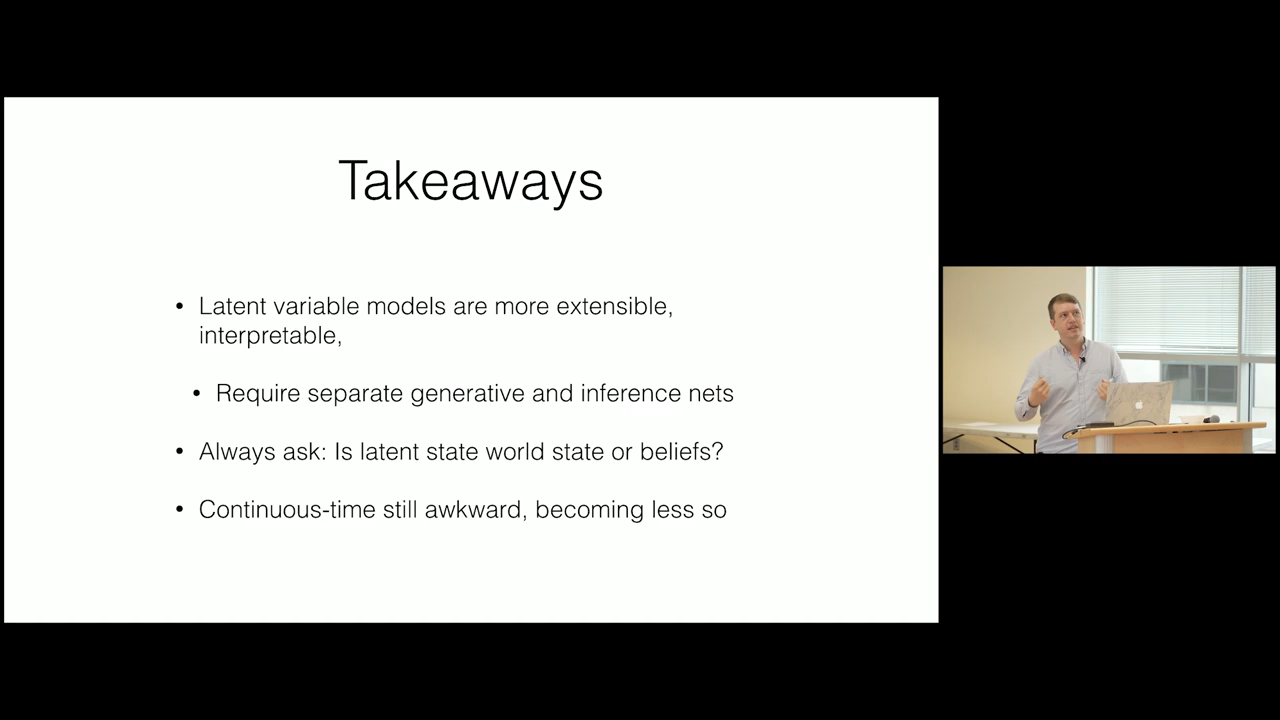 Takeaways
• Latent variable models are more extensible,
interpretable,
• Require separate generative and inference nets
• Always ask: Is latent state world state or beliefs?
• Continuous-time still awkward, becoming less so